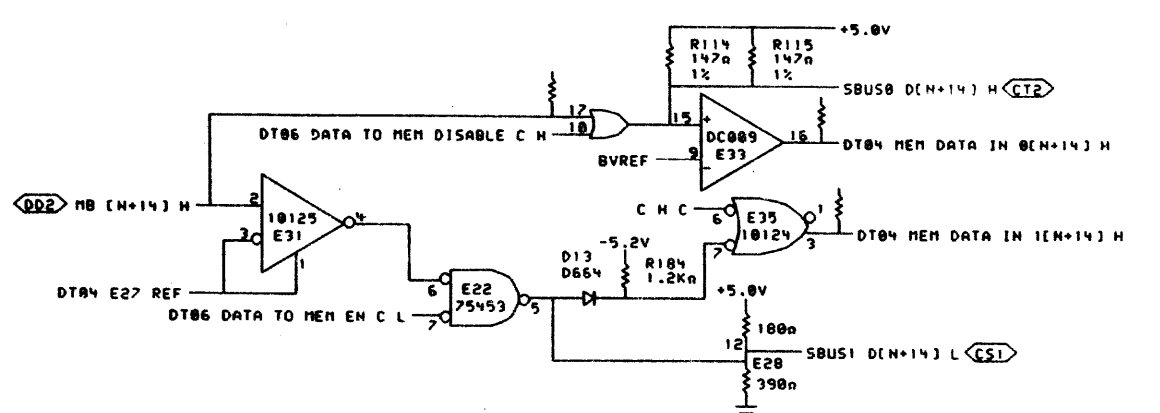 +5.0V
R114
147Ω
1%
R115
147Ω
1%
SBUS0 D[N+14] H CT2
17
10
DT06 DATA TO MEM DISABLE C H
15
+
DC009
E33
16
DT04 MEM DATA IN 0[N+14] H
BVREF
9
-
DD2 MB [N+14] H
2
10125
E31
4
3
1
C H C
6
E35
10124
1
3
DT04 MEM DATA IN 1[N+14] H
7
-5.2V
D13
D664
R184
1.2KΩ
DT04 E27 REF
6
E22
75453
5
7
DT06 DATA TO MEM EN C L
+5.0V
180Ω
12
SBUS1 D[N+14] L CS1
E28
390Ω